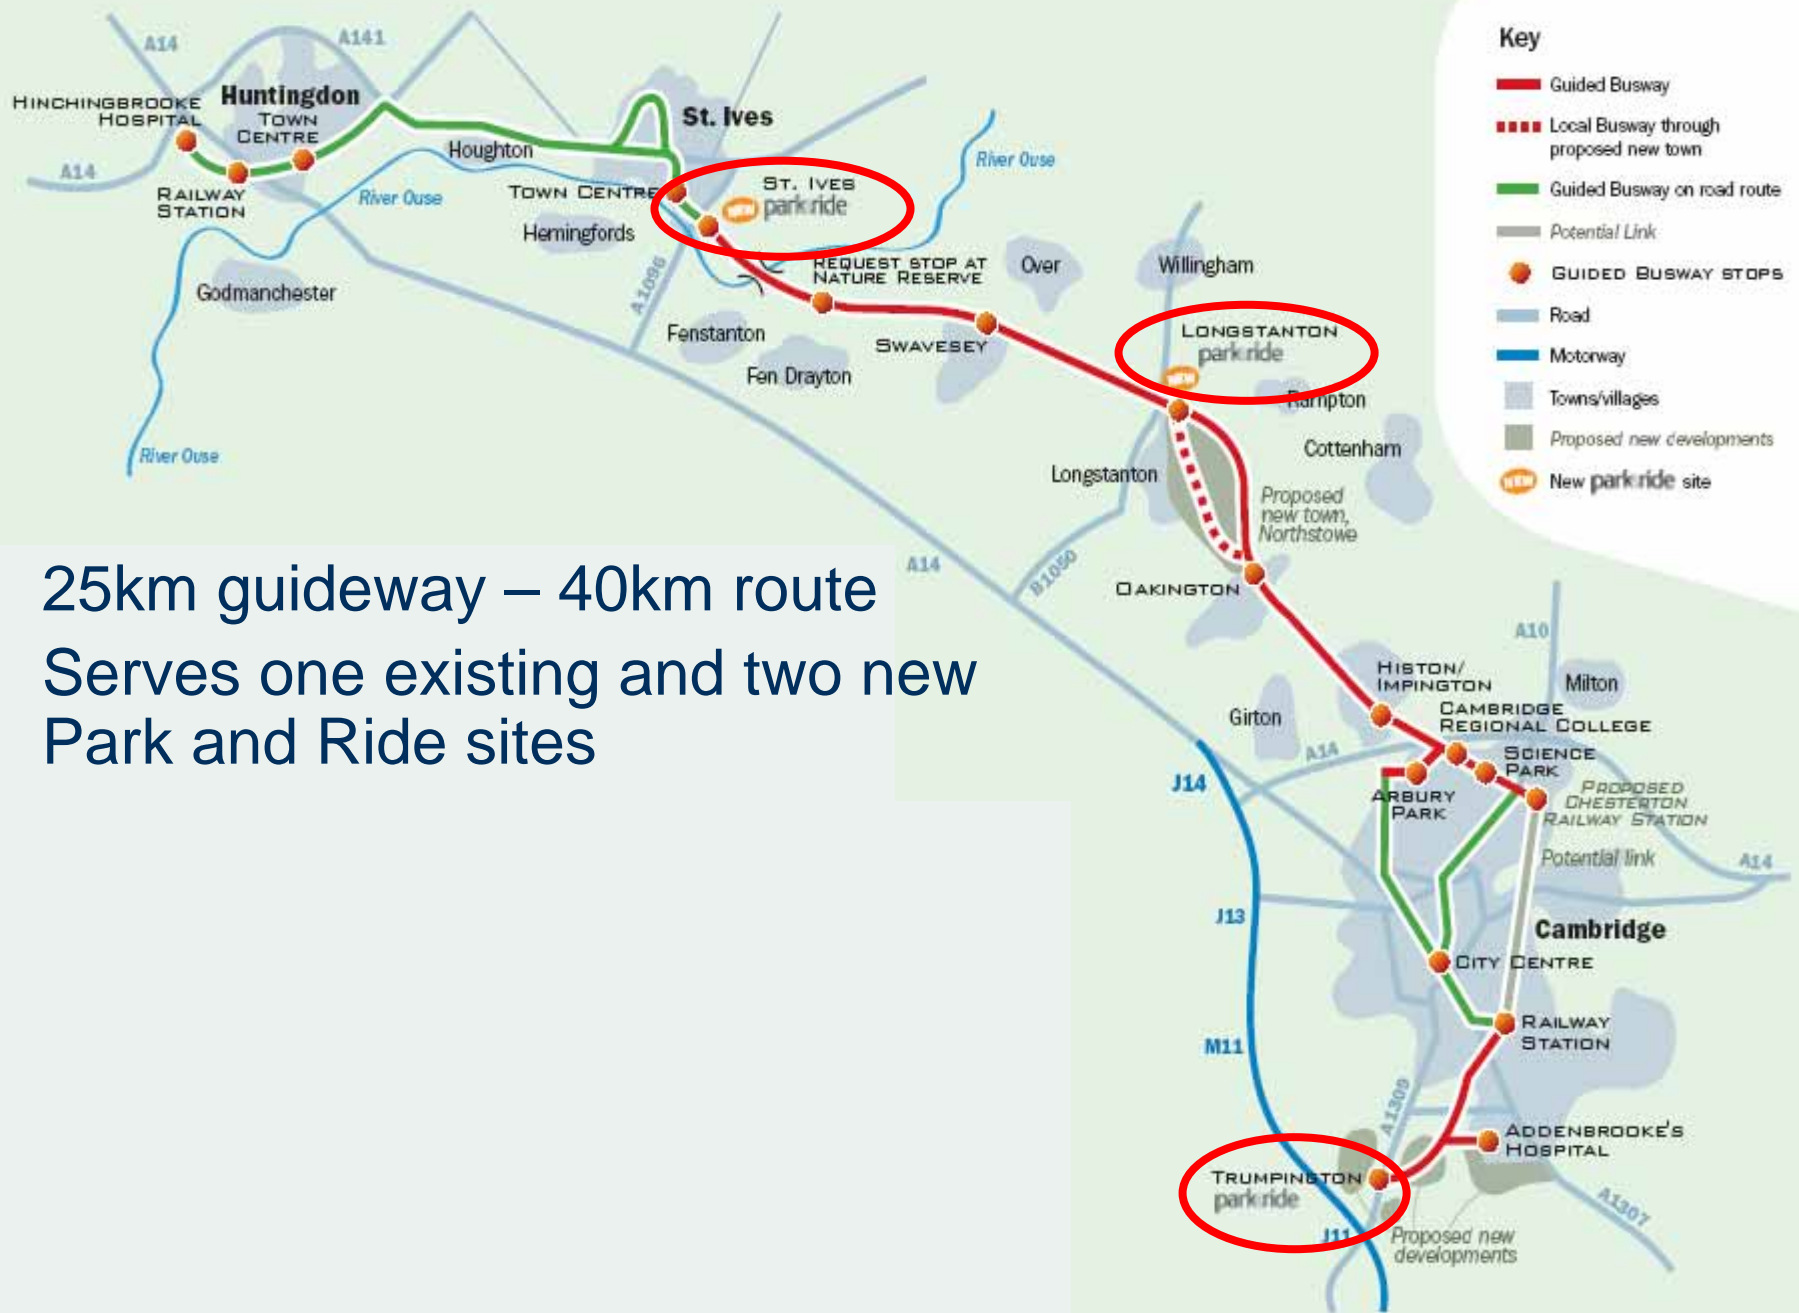 A14
A141
HINCHINGBROOKE
HOSPITAL
Huntingdon
TOWN
CENTRE
A14
RAILWAY
STATION
Houghton
River Ouse
Godmanchester
River Ouse
St. Ives
TOWN CENTRE
ST. IVES
NEW park & ride
River Ouse
Hemingfords
A1096
REQUEST STOP AT
NATURE RESERVE
Over
Willingham
Fenstanton
Fen Drayton
SWAVESEY
LONGSTANTON
park & ride
NEW
Rampton
Cottenham
Longstanton
Proposed
new town,
Northstowe
A14
B1050
OAKINGTON
Key
Guided Busway
Local Busway through
proposed new town
Guided Busway on road route
Potential Link
GUIDED BUSWAY STOPS
Road
Motorway
Towns/villages
Proposed new developments
NEW New park & ride site
25km guideway – 40km route
Serves one existing and two new
Park and Ride sites
A10
HISTON/
IMPINGTON
Milton
Girton
CAMBRIDGE
REGIONAL COLLEGE
A14
SCIENCE
PARK
J14
ARBURY
PARK
PROPOSED
CHESTERTON
RAILWAY STATION
Potential link
A14
J13
Cambridge
CITY CENTRE
RAILWAY
STATION
M11
A1309
ADDENBROOKE'S
HOSPITAL
TRUMPINGTON
park & ride
A1307
J11
Proposed new
developments